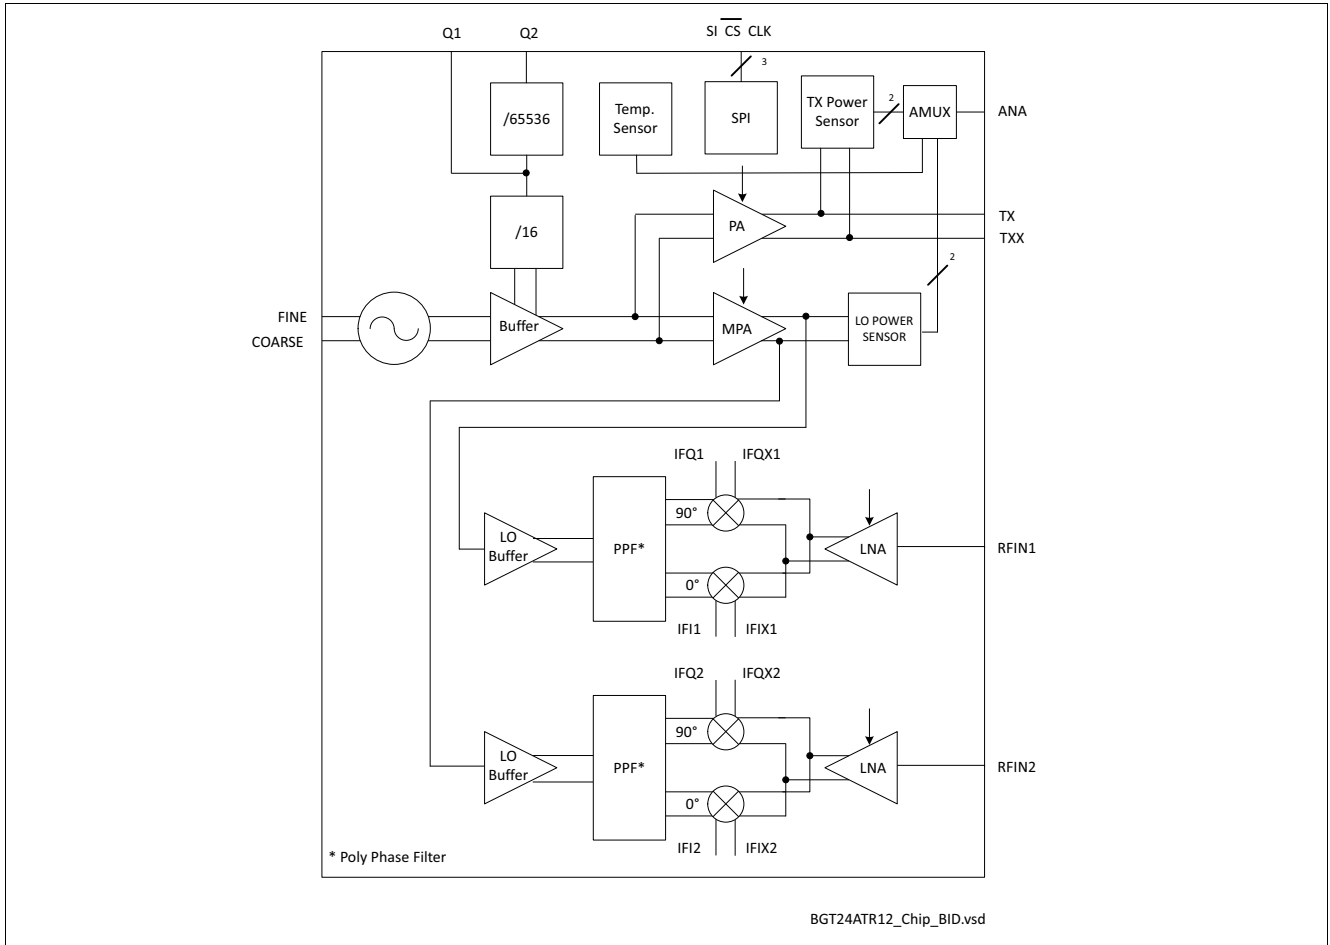 Q1 Q2 SI CS CLK
3
/65536
Temp.
Sensor
SPI
TX Power
Sensor
2
AMUX
ANA
/16
PA
TX
TXX
2
FINE
COARSE
Buffer
MPA
LO POWER
SENSOR
IFQ1 IFQX1
LO
Buffer
PPF*
90°
0°
LNA
RFIN1
IFI1 IFIX1
IFQ2 IFQX2
LO
Buffer
PPF*
90°
0°
LNA
RFIN2
IFI2 IFIX2
* Poly Phase Filter
BGT24ATR12_Chip_BID.vsd